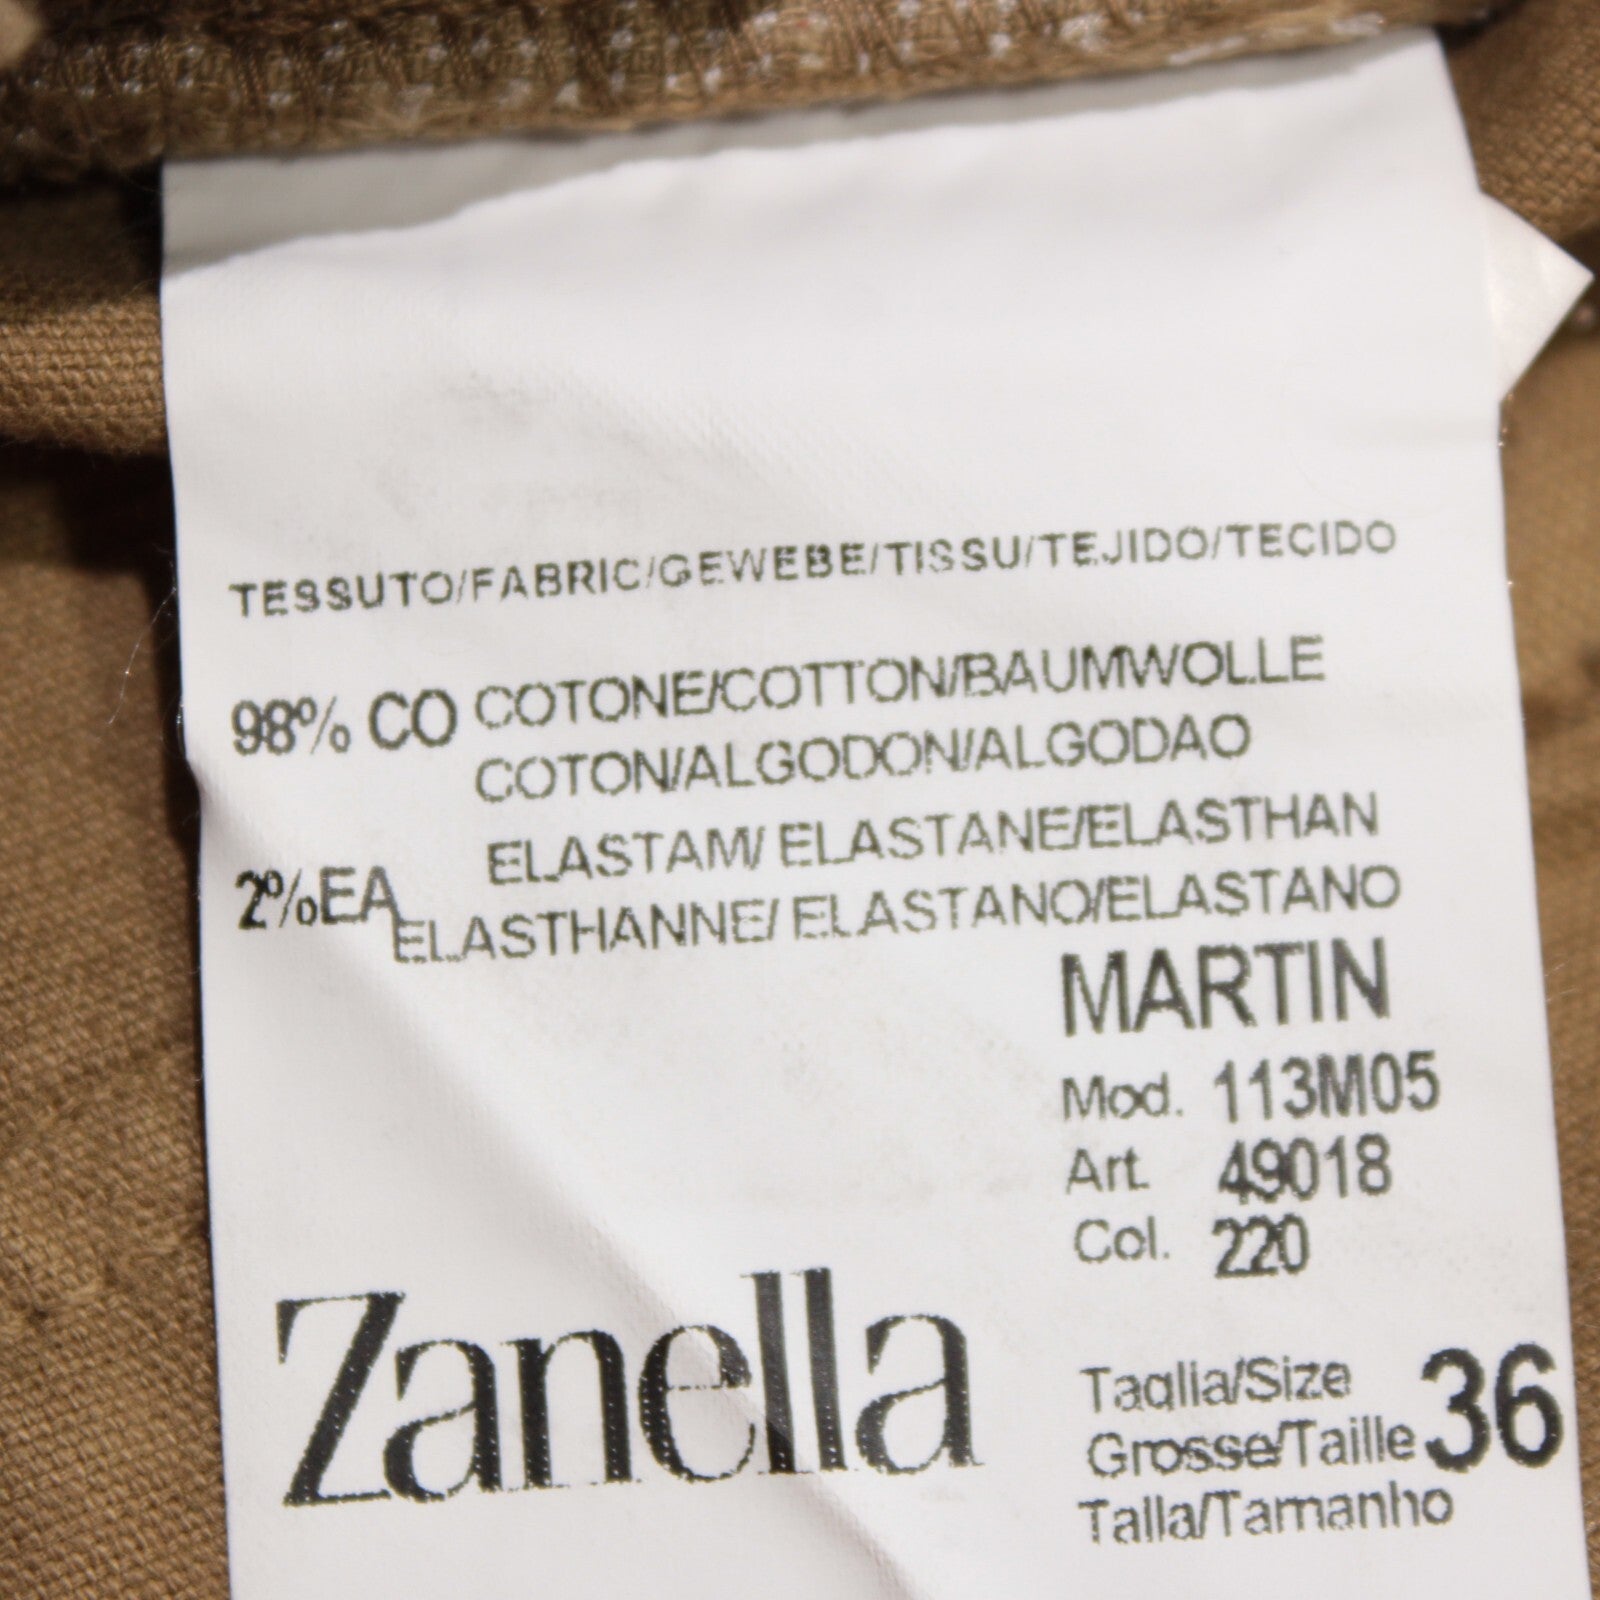 TESSUTO/FABRIC/GEWEBE/TISSU/TEJIDO/TECIDO
98% CO COTONE/COTTON/BAUMWOLLE
COTON/ALGODON/ALGODAO
2%EA ELASTAM/ ELASTANE/ELASTHAN
ELASTHANNE/ ELASTANO/ELASTANO
MARTIN
Mod. 113M05
Art. 49018
Col. 220
Zanella
Taglia/Size
Grosse/Taille 36
Talla/Tamanho